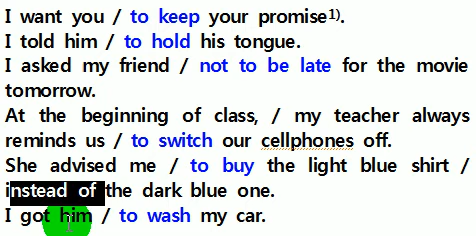 I want you / to keep your promise1).
I told him / to hold his tongue.
I asked my friend / not to be late for the movie
tomorrow.
At the beginning of class, / my teacher always
reminds us / to switch our cellphones off.
She advised me / to buy the light blue shirt /
instead of the dark blue one.
I got him / to wash my car.